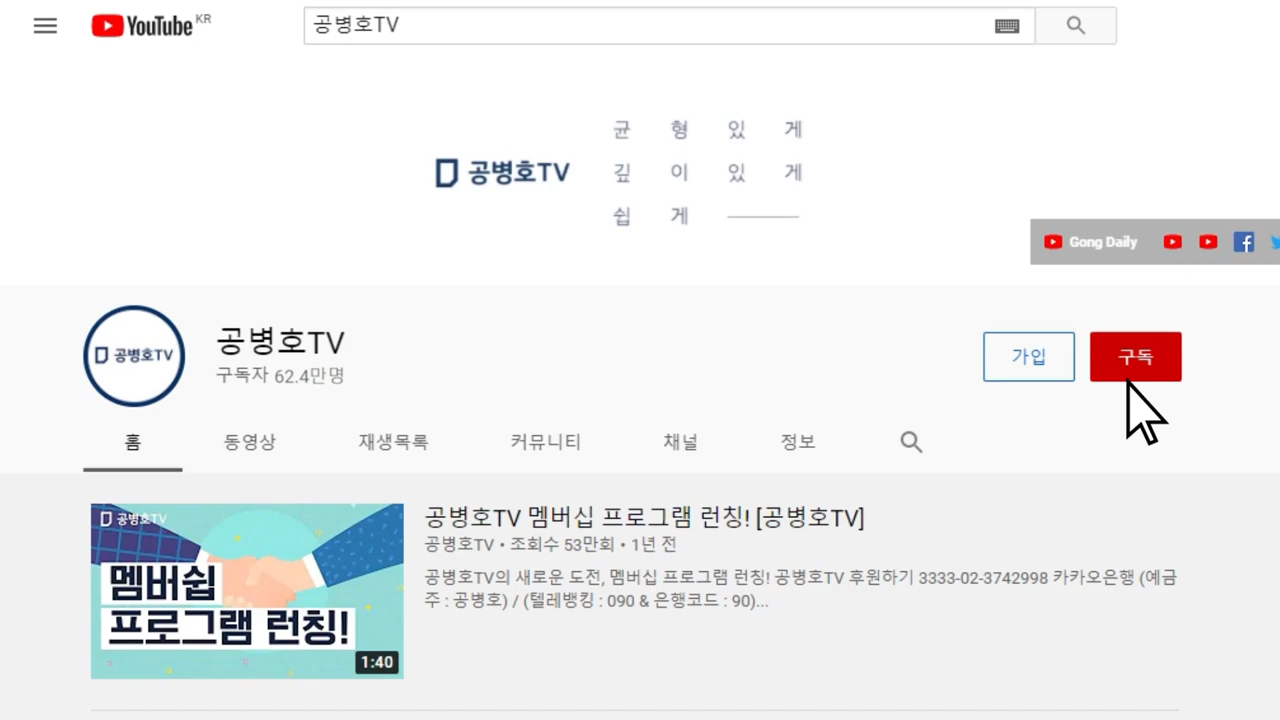 YouTube KR
공병호TV
균 형 있 게
공병호TV
깊 이 있 게
쉽 게
Gong Daily
공병호TV
공병호TV
구독자 62.4만명
가입
구독
홈
동영상
재생목록
커뮤니티
채널
정보
공병호TV
멤버쉽
프로그램 런칭!
1:40
공병호TV 멤버십 프로그램 런칭! [공병호TV]
공병호TV • 조회수 53만회 • 1년 전
공병호TV의 새로운 도전, 멤버십 프로그램 런칭! 공병호TV 후원하기 3333-02-3742998 카카오은행 (예금
주 : 공병호) / (텔레뱅킹 : 090 & 은행코드 : 90)...